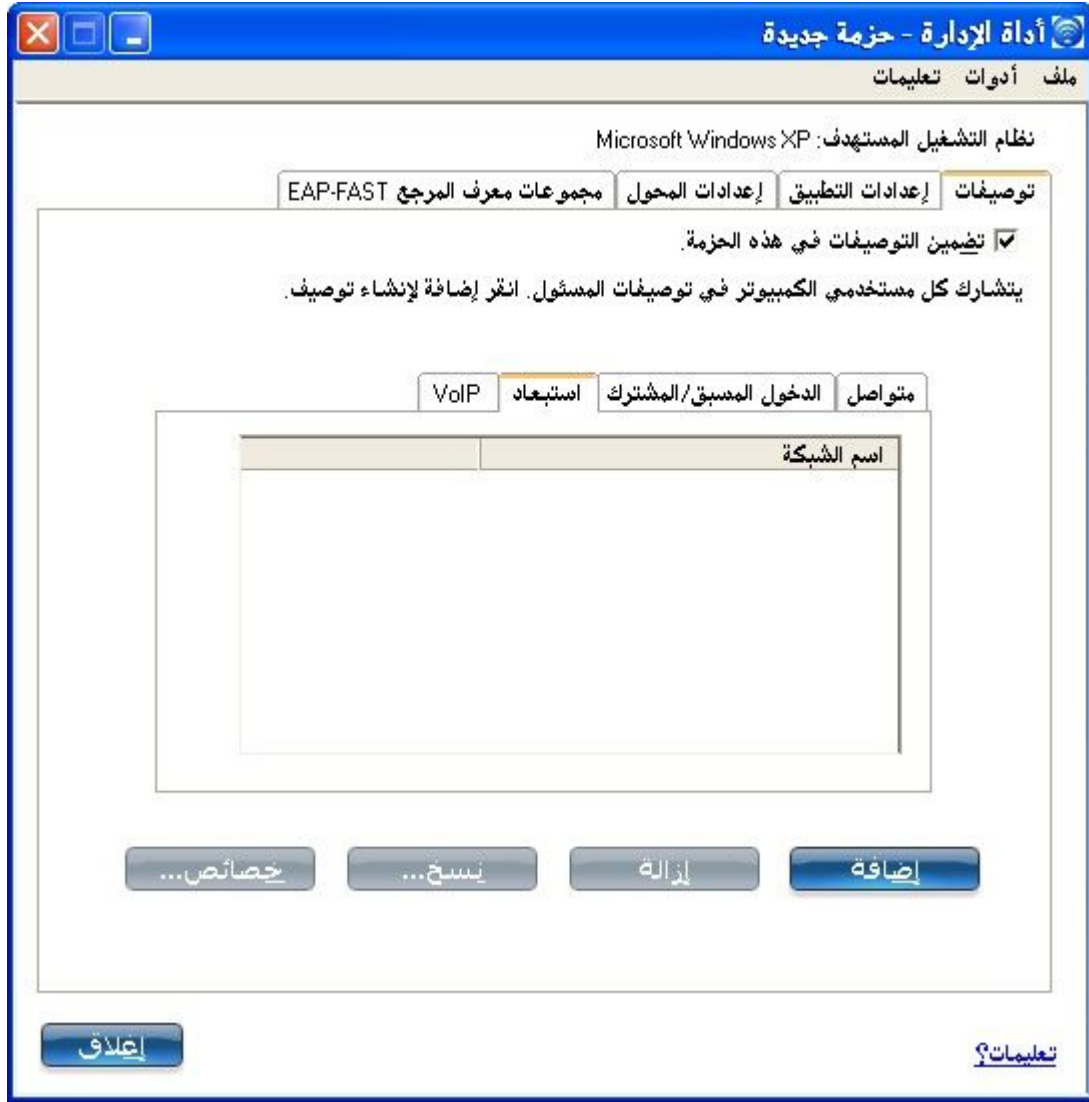 أداة الإدارة - حزمة جديدة
ملف أدوات تعليمات
نظام التشغيل المستهدف: Microsoft Windows XP
توصيفات إعدادات التطبيق إعدادات المحول مجموعات معرف المرجع EAP-FAST
تضمين التوصيفات في هذه الحزمة.
يتشارك كل مستخدمي الكمبيوتر في توصيفات المسئول. انقر إضافة لإنشاء توصيف.
متواصل الدخول المسبق/المشترك استبعاد VoIP
اسم الشبكة
إضافة إزالة نسخ... خصائص...
تعليمات؟ إغلاق